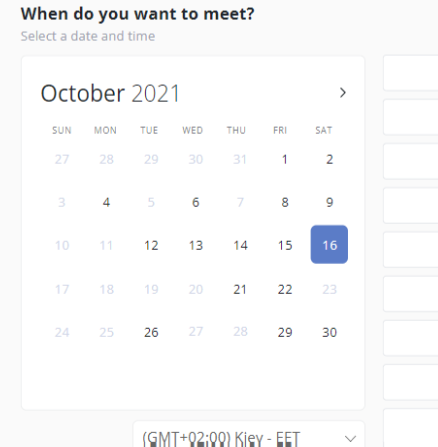 When do you want to meet?
Select a date and time
October 2021
SUN MON TUE WED THU FRI SAT
27 28 29 30 31 1 2
3 4 5 6 7 8 9
10 11 12 13 14 15 16
17 18 19 20 21 22 23
24 25 26 27 28 29 30
(GMT+02:00) Kiev - EET